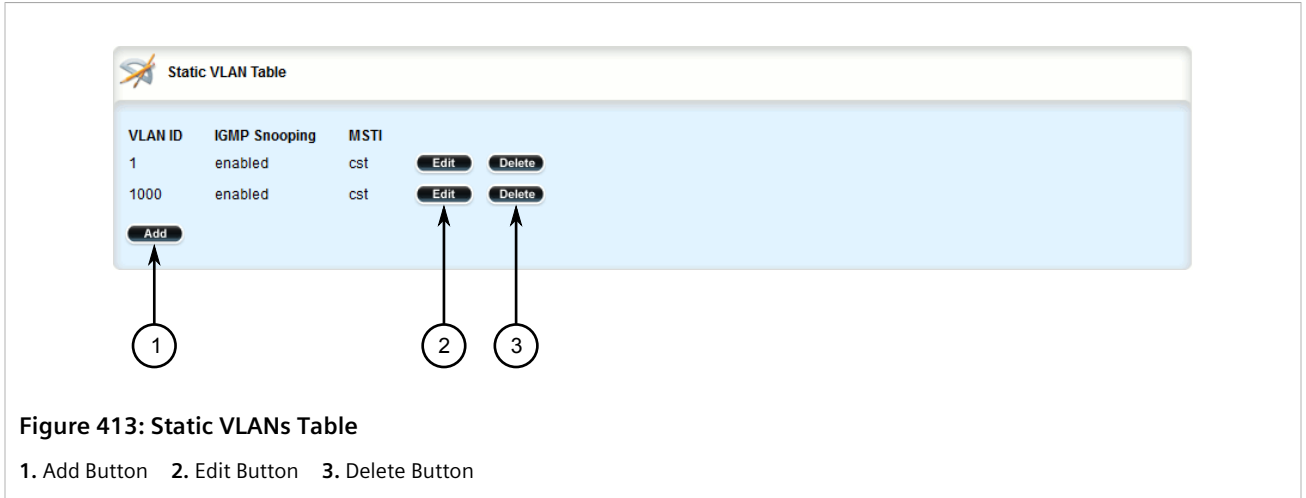 Static VLAN Table
VLAN ID IGMP Snooping MSTI
1 enabled cst Edit Delete
1000 enabled cst Edit Delete
Add
1 2 3
Figure 413: Static VLANs Table
1. Add Button 2. Edit Button 3. Delete Button